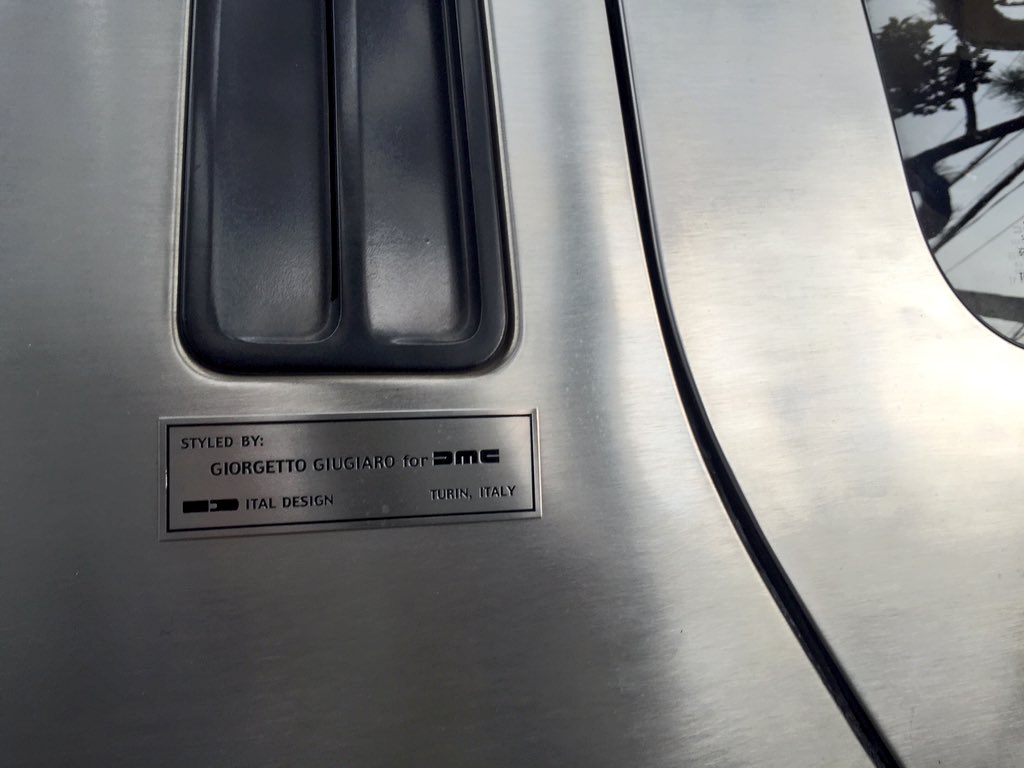 STYLED BY:
GIORGETTO GIUGIARO for DMC
ITAL DESIGN TURIN, ITALY